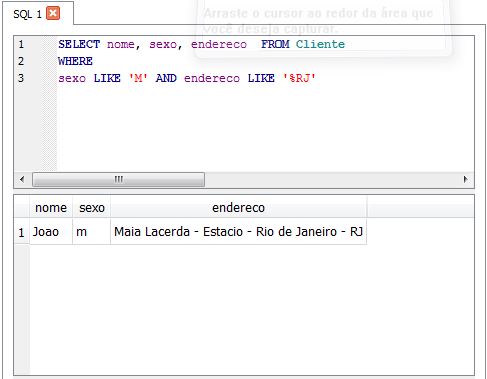 SQL 1
Arraste o cursor ao redor da área que
você deseja capturar.
1 SELECT nome, sexo, endereco FROM Cliente
2 WHERE
3 sexo LIKE 'M' AND endereco LIKE '%RJ'
nome sexo endereco
1 Joao m Maia Lacerda - Estacio - Rio de Janeiro - RJ